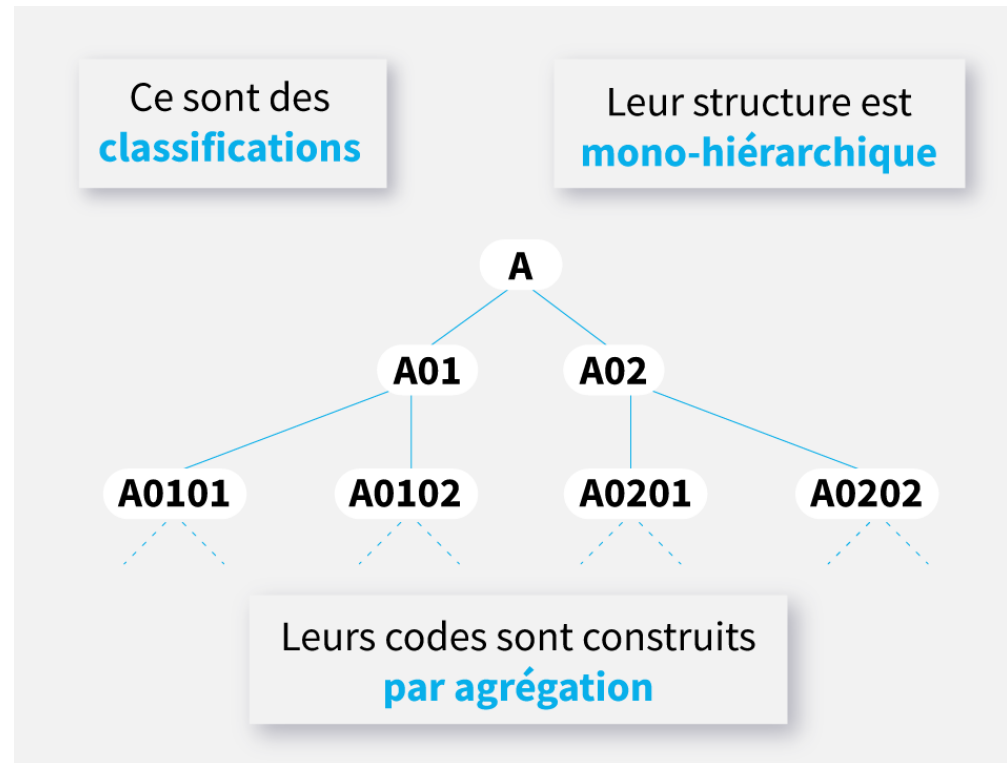 Ce sont des
classifications
Leur structure est
mono-hiérarchique
A
A01
A02
A0101
A0102
A0201
A0202
Leurs codes sont construits
par agrégation